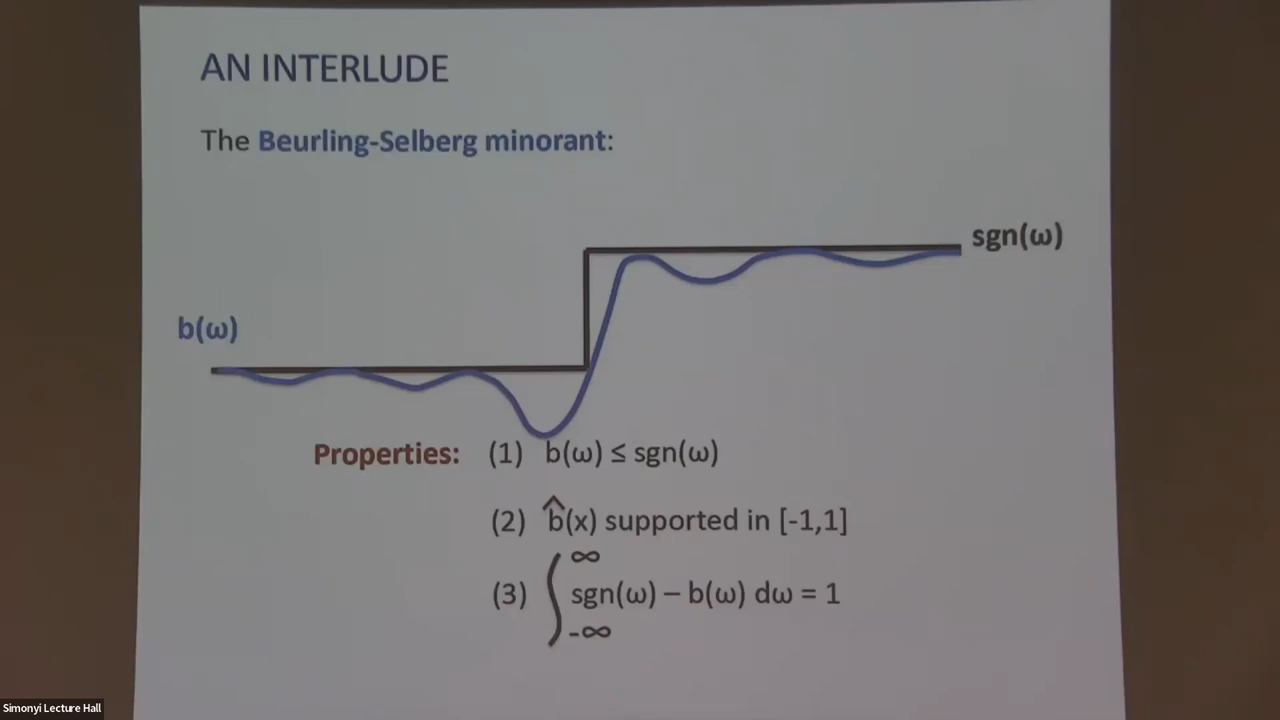 AN INTERLUDE
The Beurling-Selberg minorant:
sgn(ω)
b(ω)
Properties: (1) b(ω) ≤ sgn(ω)
(2) b̂(x) supported in [-1,1]
(3) ∫_{-∞}^{∞} sgn(ω) – b(ω) dω = 1
Simonyi Lecture Hall